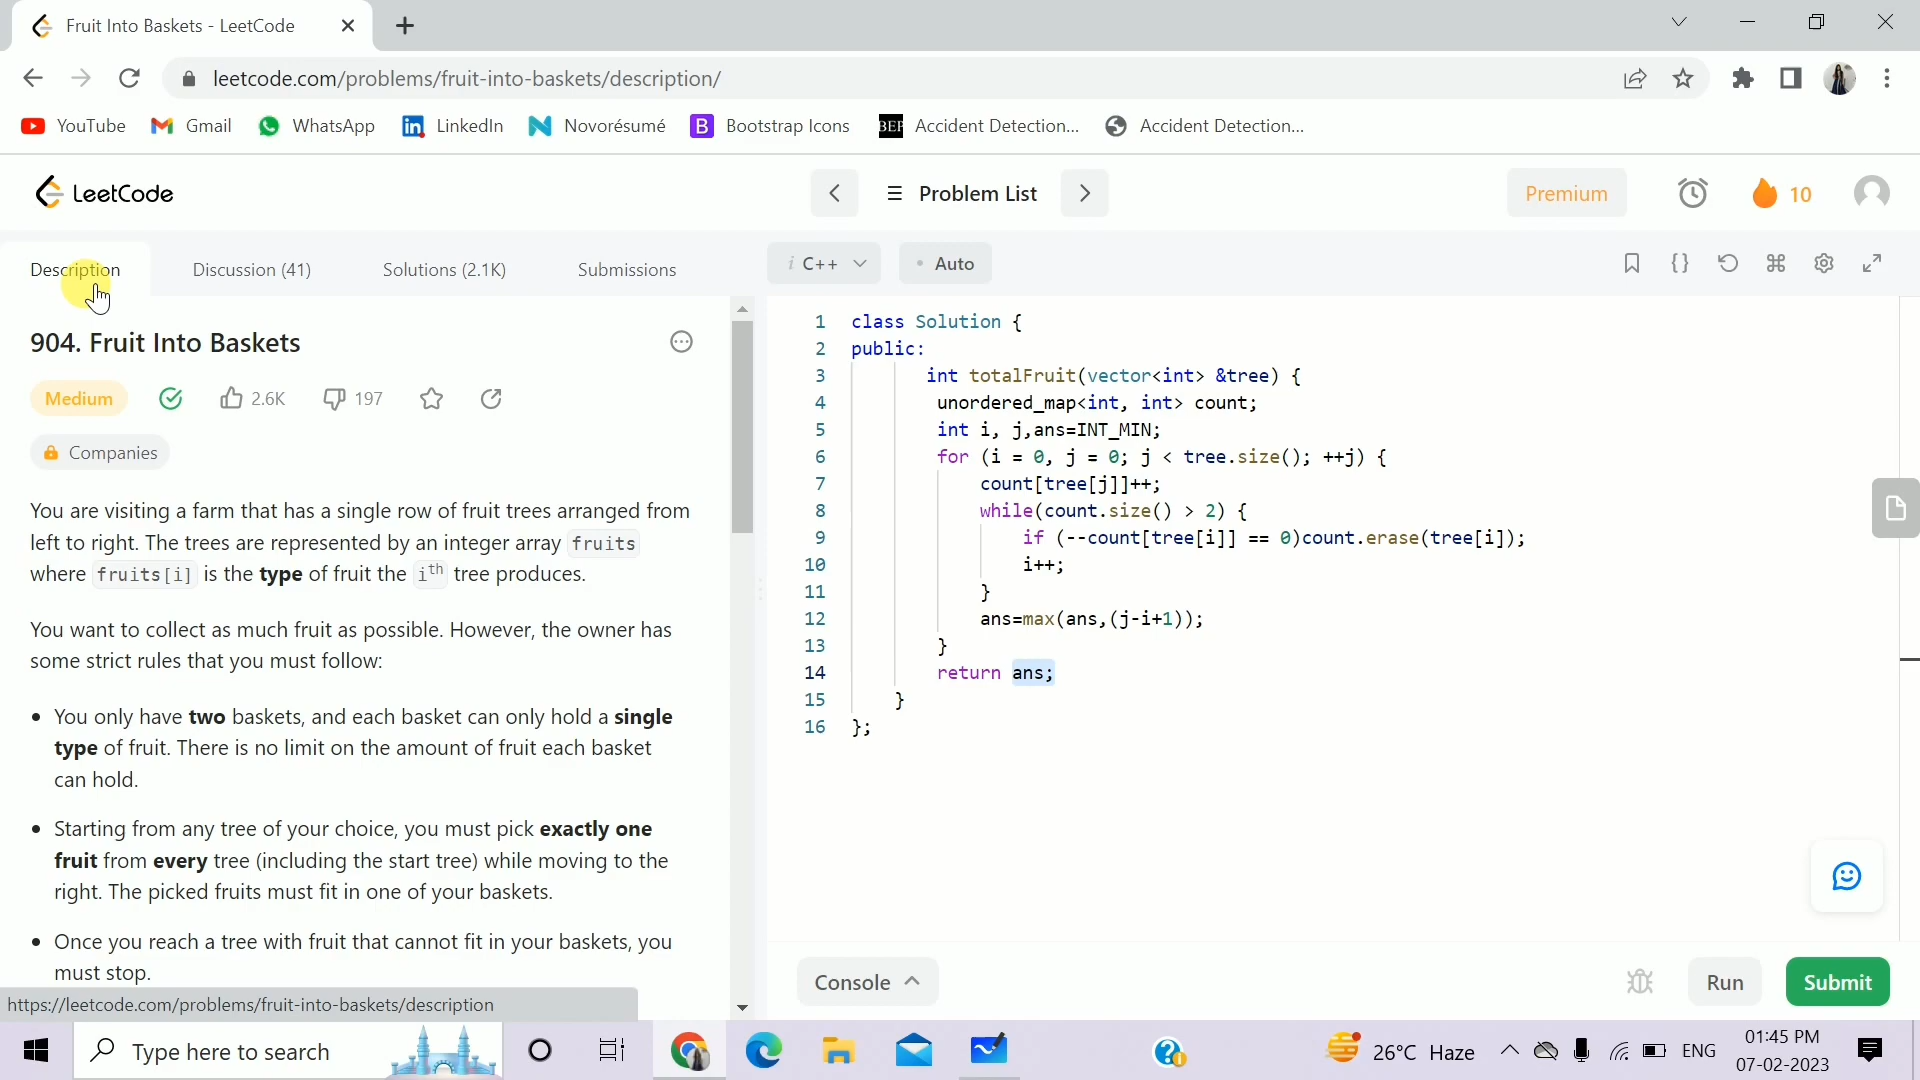 Fruit Into Baskets - LeetCode
leetcode.com/problems/fruit-into-baskets/description/
YouTube Gmail WhatsApp LinkedIn Novorésumé Bootstrap Icons Accident Detection... Accident Detection...
LeetCode
Problem List
Premium
10
Description Discussion (41) Solutions (2.1K) Submissions
i C++ • Auto
904. Fruit Into Baskets
Medium 2.6K 197
Companies
You are visiting a farm that has a single row of fruit trees arranged from
left to right. The trees are represented by an integer array fruits
where fruits[i] is the type of fruit the ith tree produces.
You want to collect as much fruit as possible. However, the owner has
some strict rules that you must follow:
• You only have two baskets, and each basket can only hold a single
type of fruit. There is no limit on the amount of fruit each basket
can hold.
• Starting from any tree of your choice, you must pick exactly one
fruit from every tree (including the start tree) while moving to the
right. The picked fruits must fit in one of your baskets.
• Once you reach a tree with fruit that cannot fit in your baskets, you
must stop.
https://leetcode.com/problems/fruit-into-baskets/description
1 class Solution {
2 public:
3 int totalFruit(vector<int> &tree) {
4 unordered_map<int, int> count;
5 int i, j,ans=INT_MIN;
6 for (i = 0, j = 0; j < tree.size(); ++j) {
7 count[tree[j]]++;
8 while(count.size() > 2) {
9 if (--count[tree[i]] == 0)count.erase(tree[i]);
10 i++;
11 }
12 ans=max(ans,(j-i+1));
13 }
14 return ans;
15 }
16 };
Console
Run
Submit
Type here to search
26°C Haze
ENG
01:45 PM
07-02-2023